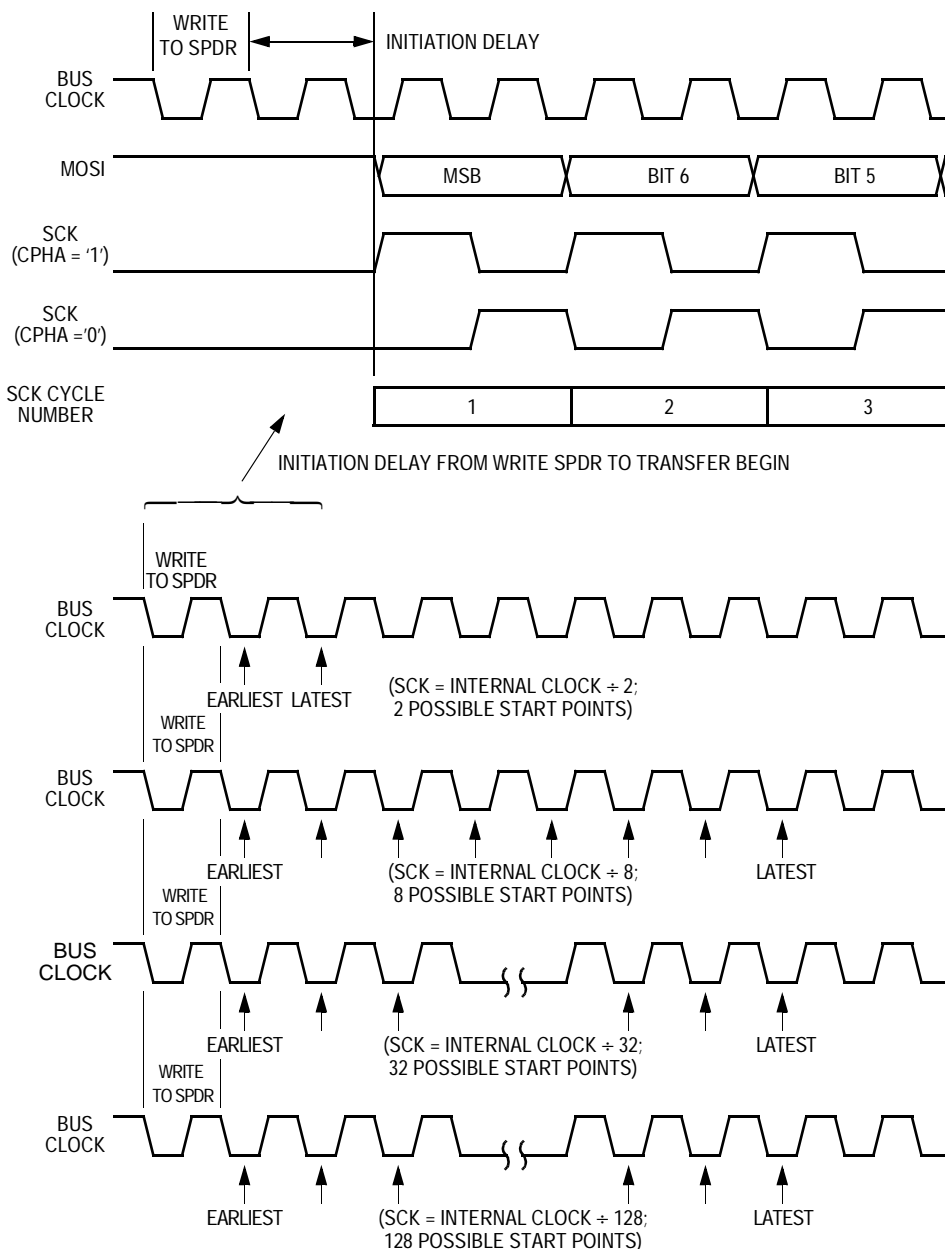 WRITE
TO SPDR
INITIATION DELAY
BUS
CLOCK
MOSI
MSB
BIT 6
BIT 5
SCK
(CPHA = ‘1’)
SCK
(CPHA =’0’)
SCK CYCLE
NUMBER
1
2
3
INITIATION DELAY FROM WRITE SPDR TO TRANSFER BEGIN
WRITE
TO SPDR
BUS
CLOCK
EARLIEST
LATEST
(SCK = INTERNAL CLOCK ÷ 2;
2 POSSIBLE START POINTS)
WRITE
TO SPDR
BUS
CLOCK
EARLIEST
(SCK = INTERNAL CLOCK ÷ 8;
8 POSSIBLE START POINTS)
LATEST
WRITE
TO SPDR
BUS
CLOCK
EARLIEST
(SCK = INTERNAL CLOCK ÷ 32;
32 POSSIBLE START POINTS)
LATEST
WRITE
TO SPDR
BUS
CLOCK
EARLIEST
(SCK = INTERNAL CLOCK ÷ 128;
128 POSSIBLE START POINTS)
LATEST